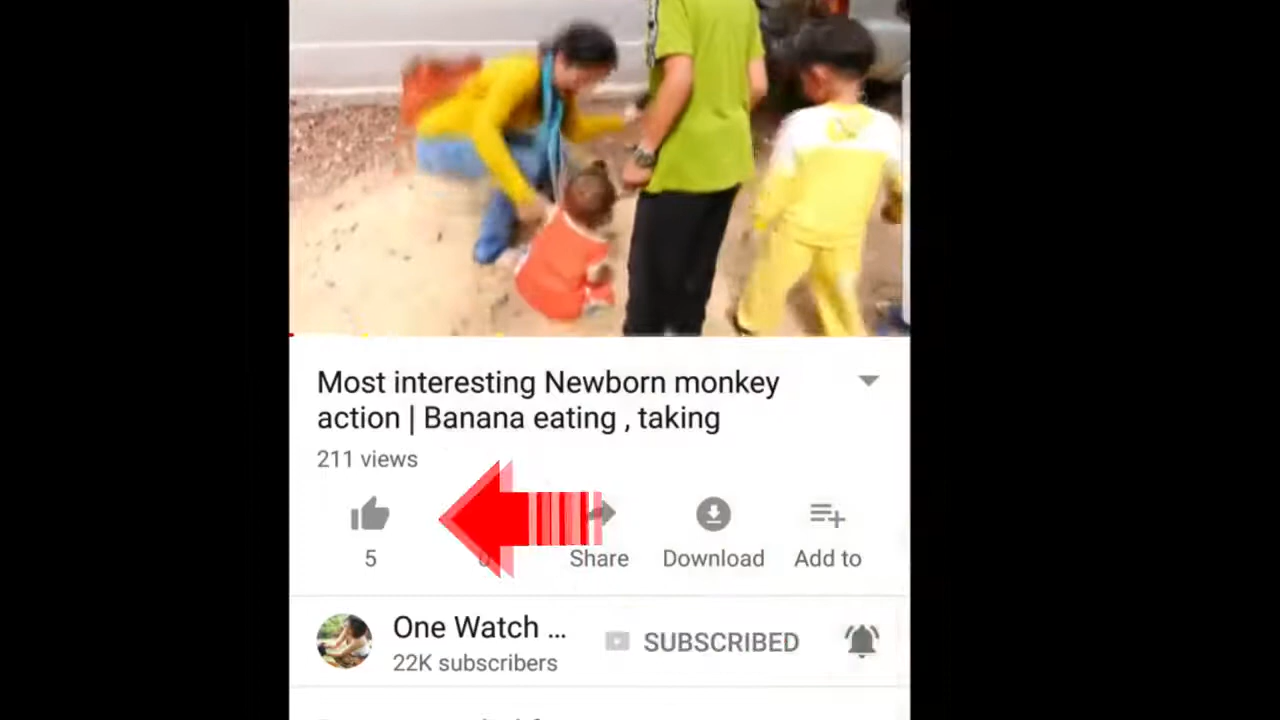 Most interesting Newborn monkey
action | Banana eating , taking
211 views
5 0 Share Download Add to
One Watch ...
SUBSCRIBED
22K subscribers